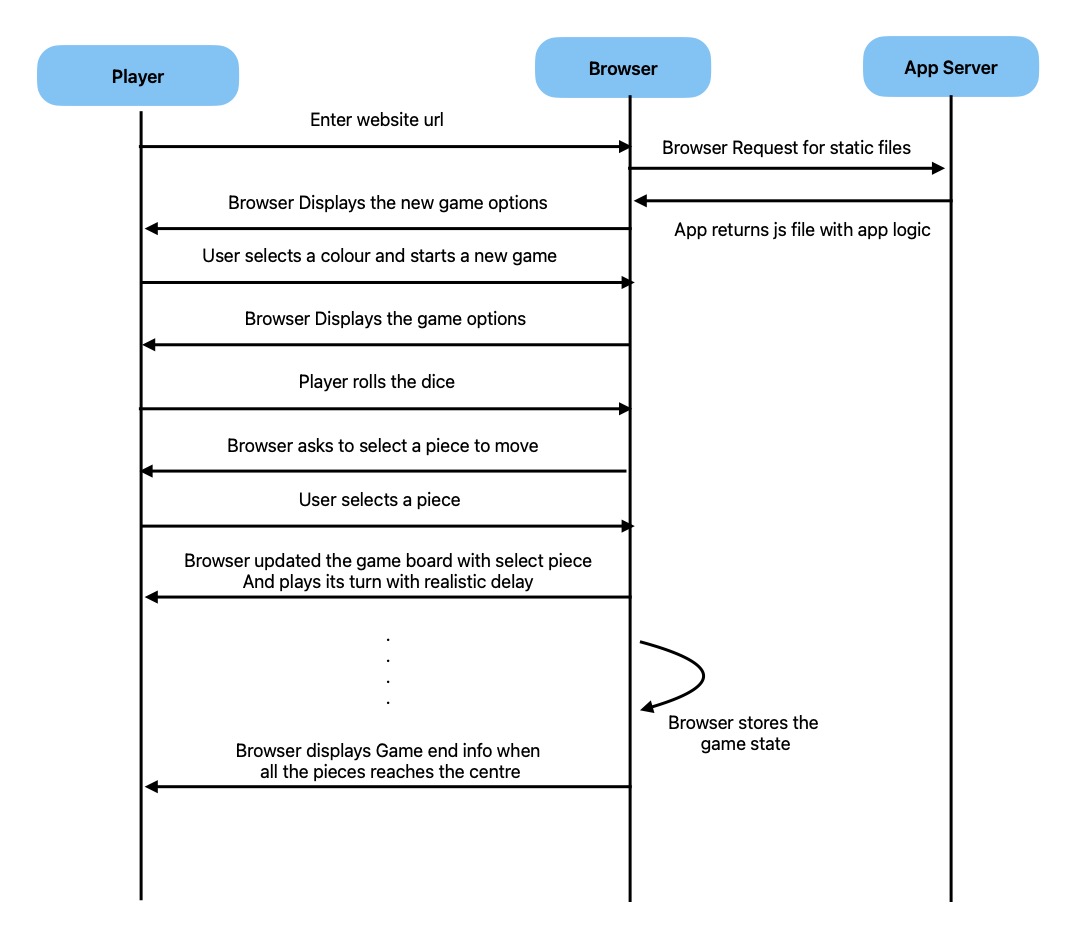 Player
Browser
App Server
Enter website url
Browser Request for static files
Browser Displays the new game options
App returns js file with app logic
User selects a colour and starts a new game
Browser Displays the game options
Player rolls the dice
Browser asks to select a piece to move
User selects a piece
Browser updated the game board with select piece
And plays its turn with realistic delay
.
.
.
.
Browser stores the
game state
Browser displays Game end info when
all the pieces reaches the centre